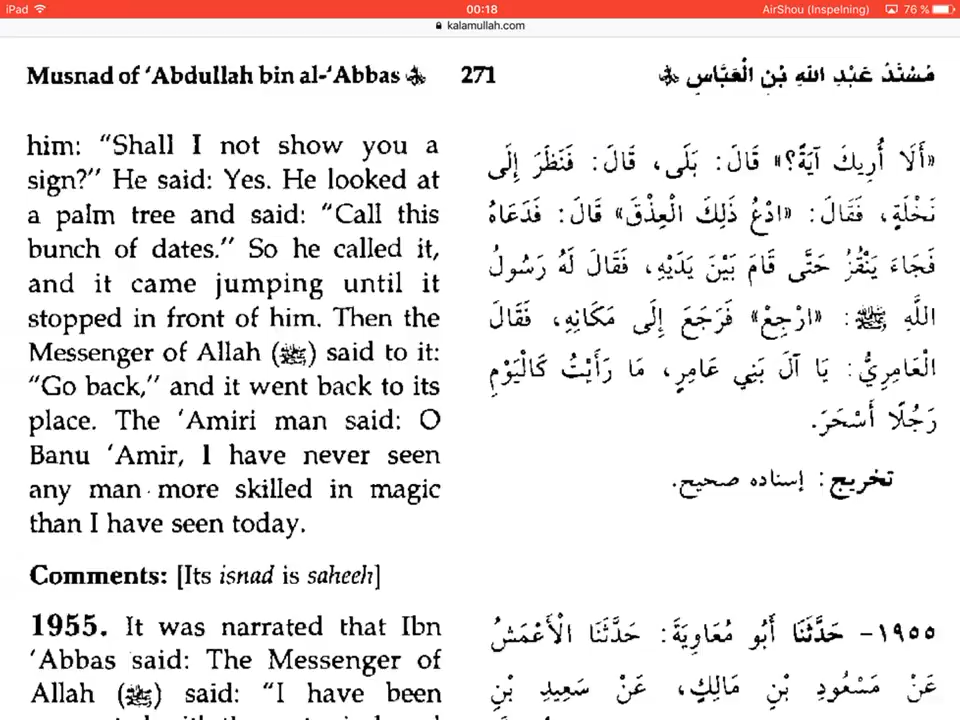 iPad 00:18 AirShou (Inspelning) 76 %
kalamullah.com
Musnad of ‘Abdullah bin al-‘Abbas 271 مُسْنَدُ عَبْدِ اللهِ بْنِ الْعَبَّاسِ
him: “Shall I not show you a
sign?” He said: Yes. He looked at
a palm tree and said: “Call this
bunch of dates.” So he called it,
and it came jumping until it
stopped in front of him. Then the
Messenger of Allah (ﷺ) said to it:
“Go back,” and it went back to its
place. The ‘Amiri man said: O
Banu ‘Amir, I have never seen
any man more skilled in magic
than I have seen today.
Comments: [Its isnad is saheeh]
1955. It was narrated that Ibn
‘Abbas said: The Messenger of
Allah (ﷺ) said: “I have been
«أَلَا أُرِيكَ آيَةً؟» قَالَ: بَلَى، قَالَ: فَنَظَرَ إِلَى
نَخْلَةٍ، فَقَالَ: «ادْعُ ذَلِكَ الْعِذْقَ» قَالَ: فَدَعَاهُ
فَجَاءَ يَنْقُزُ حَتَّى قَامَ بَيْنَ يَدَيْهِ، فَقَالَ لَهُ رَسُولُ
اللَّهِ ﷺ: «ارْجِعْ» فَرَجَعَ إِلَى مَكَانِهِ، فَقَالَ
الْعَامِرِيُّ: يَا آلَ بَنِي عَامِرٍ، مَا رَأَيْتُ كَالْيَوْمِ
رَجُلًا أَسْحَرَ.
تخريج: إسناده صحيح.
١٩٥٥- حَدَّثَنَا أَبُو مُعَاوِيَةَ: حَدَّثَنَا الْأَعْمَشُ
عَنْ مَسْعُودِ بْنِ مَالِكٍ، عَنْ سَعِيدِ بْنِ